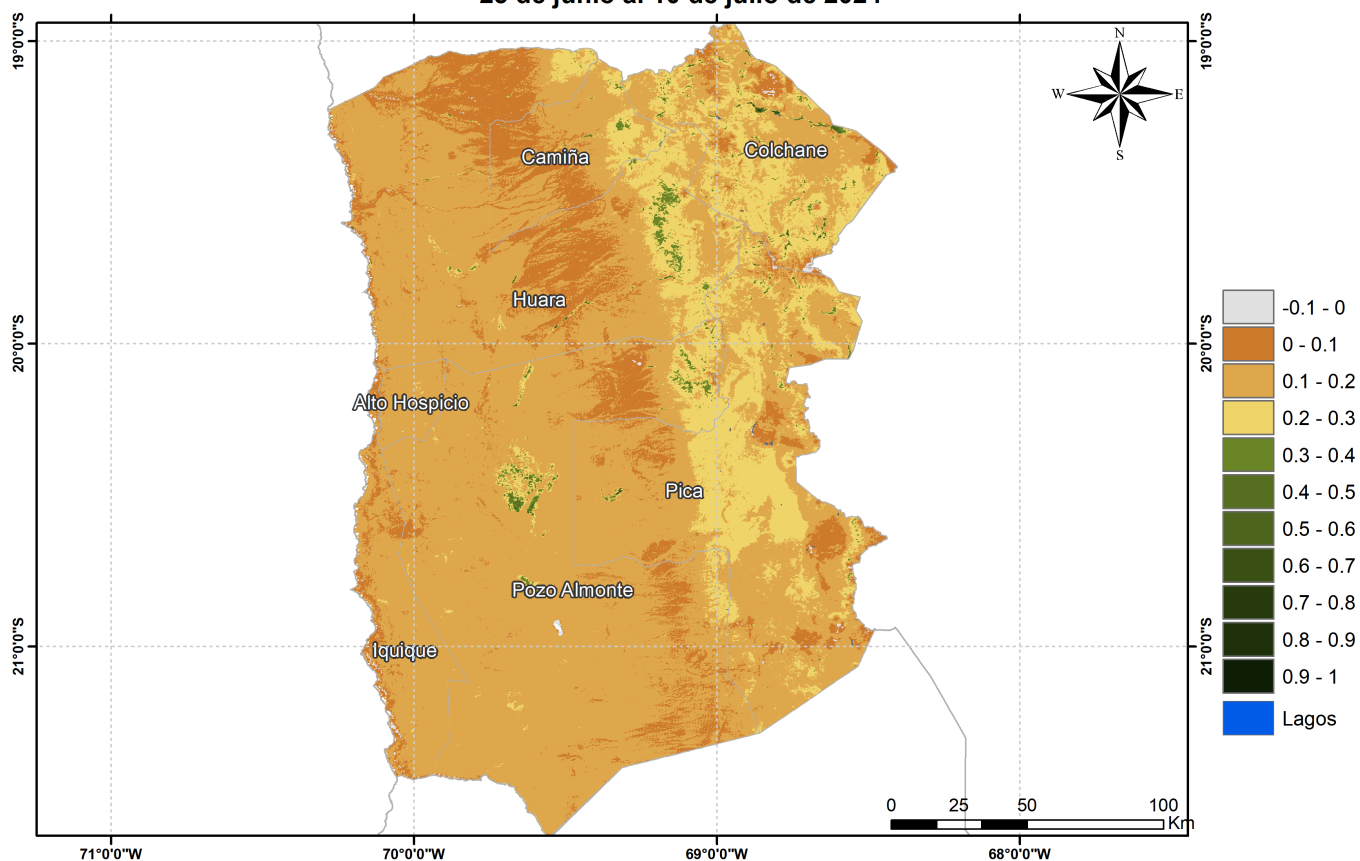 19°0'0"S
19°0'0"S
N
W
E
S
Camiña
Colchane
Huara
-0.1 - 0
0 - 0.1
20°0'0"S
20°0'0"S
0.1 - 0.2
Alto Hospicio
0.2 - 0.3
0.3 - 0.4
Pica
0.4 - 0.5
0.5 - 0.6
0.6 - 0.7
Pozo Almonte
0.7 - 0.8
21°0'0"S
Iquique
21°0'0"S
0.8 - 0.9
0.9 - 1
Lagos
0 25 50 100
Km
71°0'0"W 70°0'0"W 69°0'0"W 68°0'0"W